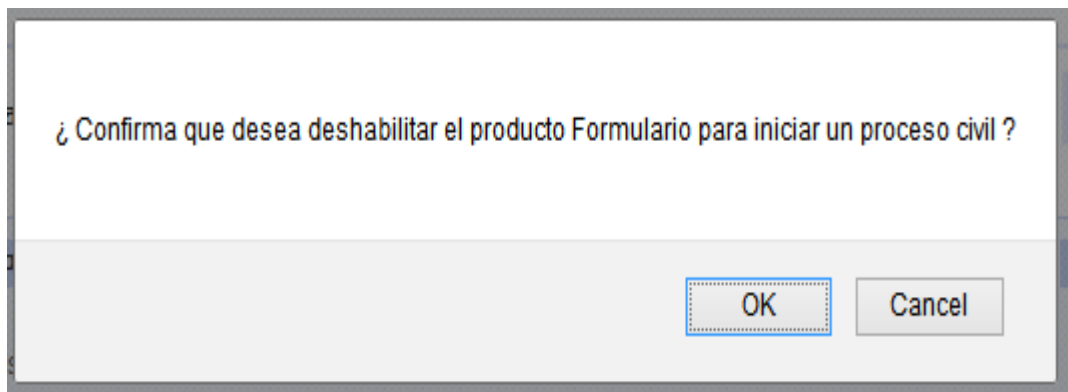 ¿ Confirma que desea deshabilitar el producto Formulario para iniciar un proceso civil ?
OK
Cancel